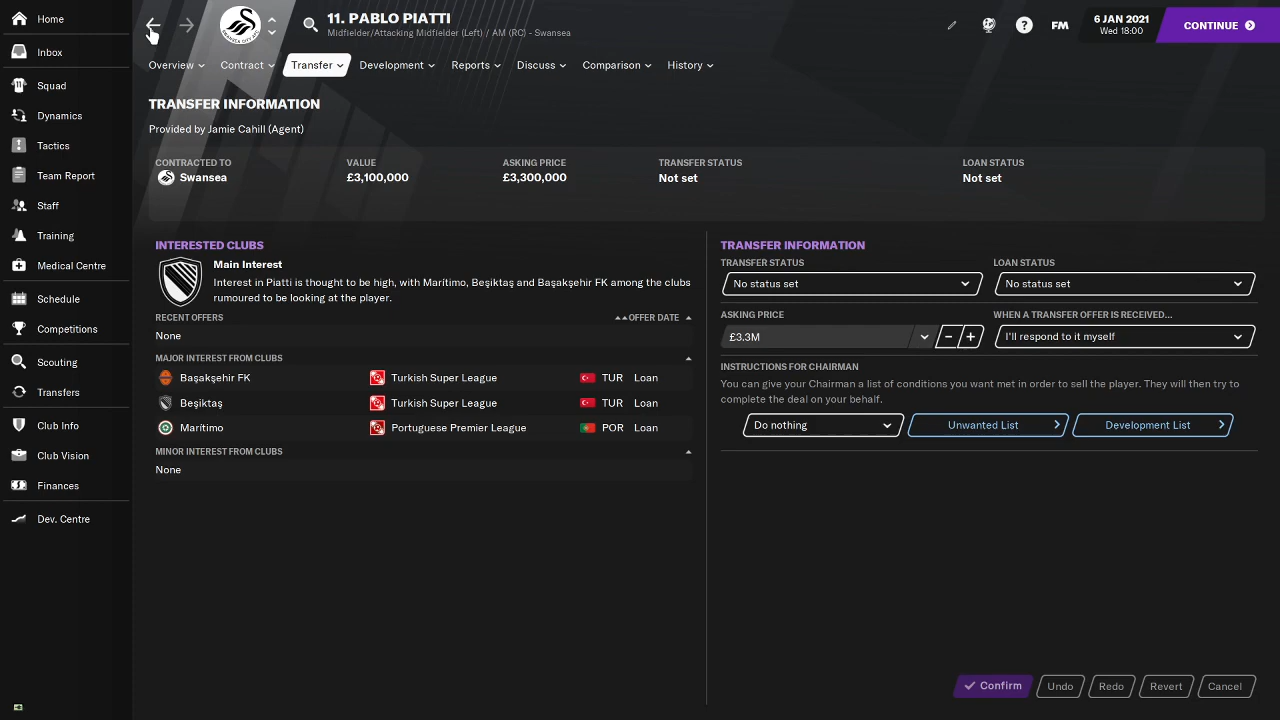 Home
Inbox
Squad
Dynamics
Tactics
Team Report
Staff
Training
Medical Centre
Schedule
Competitions
Scouting
Transfers
Club Info
Club Vision
Finances
Dev. Centre
11. PABLO PIATTI
Midfielder/Attacking Midfielder (Left) / AM (RC) - Swansea
FM
6 JAN 2021
Wed 18:00
CONTINUE
Overview
Contract
Transfer
Development
Reports
Discuss
Comparison
History
TRANSFER INFORMATION
Provided by Jamie Cahill (Agent)
CONTRACTED TO VALUE ASKING PRICE TRANSFER STATUS LOAN STATUS
Swansea £3,100,000 £3,300,000 Not set Not set
INTERESTED CLUBS
Main Interest
Interest in Piatti is thought to be high, with Marítimo, Beşiktaş and Başakşehir FK among the clubs
rumoured to be looking at the player.
RECENT OFFERS OFFER DATE
None
MAJOR INTEREST FROM CLUBS
Başakşehir FK Turkish Super League TUR Loan
Beşiktaş Turkish Super League TUR Loan
Marítimo Portuguese Premier League POR Loan
MINOR INTEREST FROM CLUBS
None
TRANSFER INFORMATION
TRANSFER STATUS LOAN STATUS
No status set No status set
ASKING PRICE WHEN A TRANSFER OFFER IS RECEIVED...
£3.3M I'll respond to it myself
INSTRUCTIONS FOR CHAIRMAN
You can give your Chairman a list of conditions you want met in order to sell the player. They will then try to
complete the deal on your behalf.
Do nothing Unwanted List Development List
Confirm Undo Redo Revert Cancel